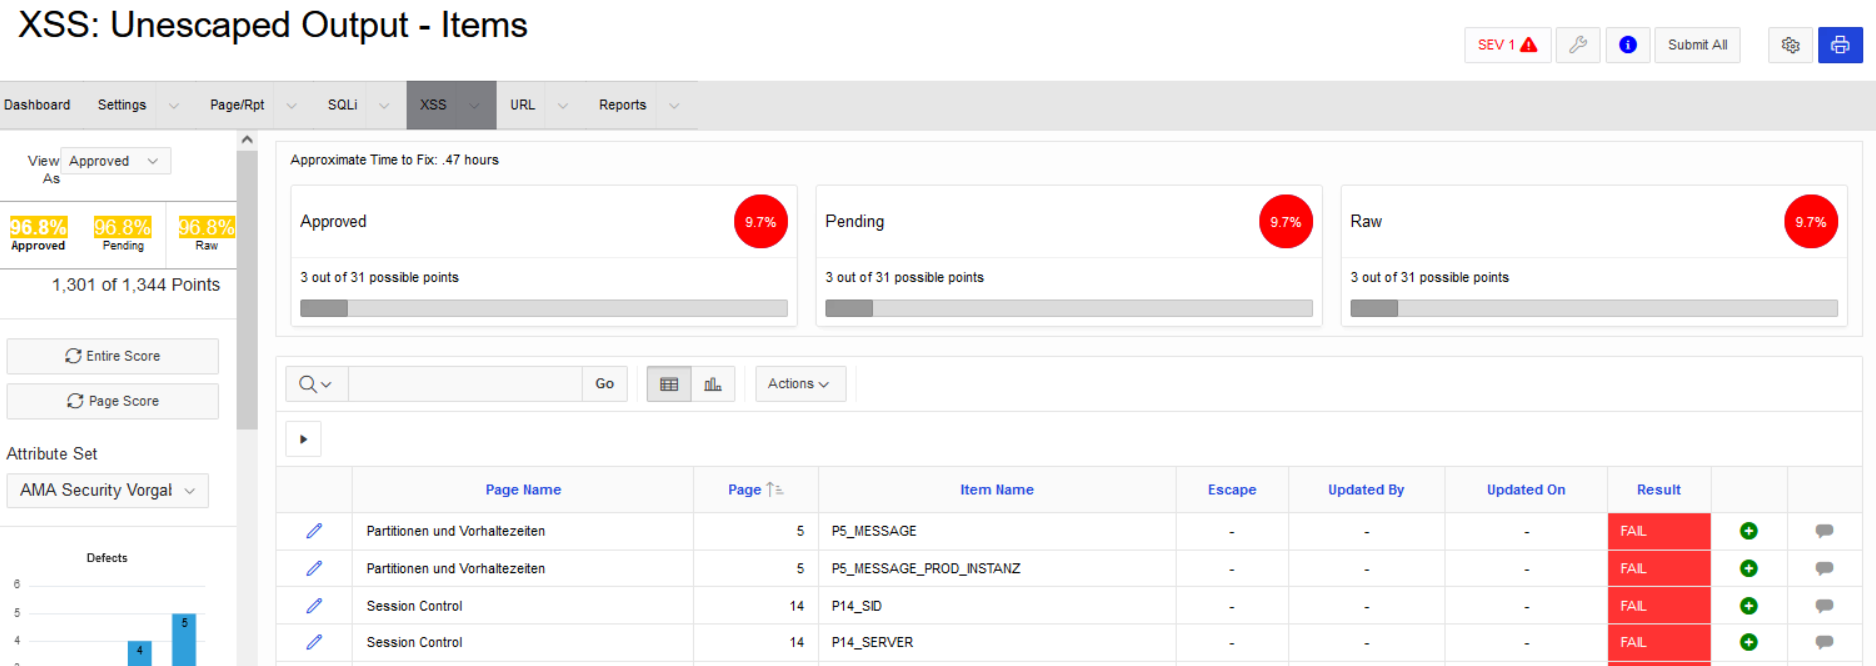 XSS: Unescaped Output - Items
SEV 1
Submit All
Dashboard Settings Page/Rpt SQLi XSS URL Reports
View As Approved
96.8% Approved
96.8% Pending
96.8% Raw
1,301 of 1,344 Points
Entire Score
Page Score
Attribute Set
AMA Security Vorgal
Defects
6
5
4
4
5
Approximate Time to Fix: .47 hours
Approved 9.7%
3 out of 31 possible points
Pending 9.7%
3 out of 31 possible points
Raw 9.7%
3 out of 31 possible points
Go Actions
Page Name Page Item Name Escape Updated By Updated On Result
Partitionen und Vorhaltezeiten 5 P5_MESSAGE - - - FAIL
Partitionen und Vorhaltezeiten 5 P5_MESSAGE_PROD_INSTANZ - - - FAIL
Session Control 14 P14_SID - - - FAIL
Session Control 14 P14_SERVER - - - FAIL